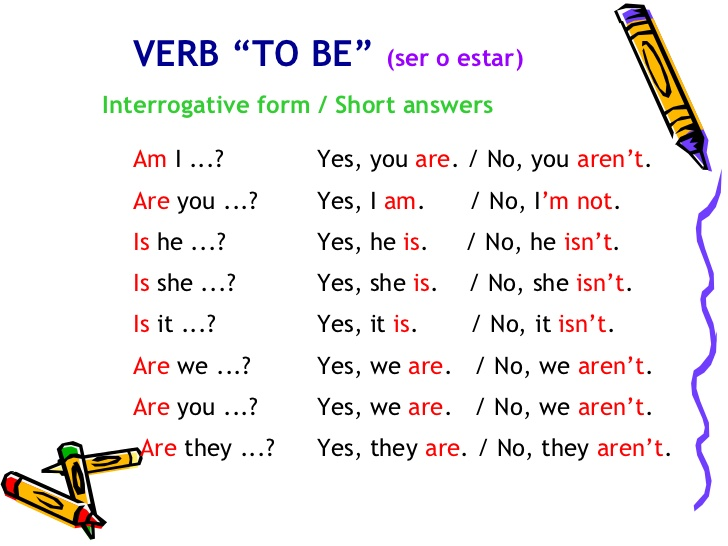 VERB “TO BE” (ser o estar)
Interrogative form / Short answers
Am I ...? Yes, you are. / No, you aren’t.
Are you ...? Yes, I am. / No, I’m not.
Is he ...? Yes, he is. / No, he isn’t.
Is she ...? Yes, she is. / No, she isn’t.
Is it ...? Yes, it is. / No, it isn’t.
Are we ...? Yes, we are. / No, we aren’t.
Are you ...? Yes, we are. / No, we aren’t.
Are they ...? Yes, they are. / No, they aren’t.